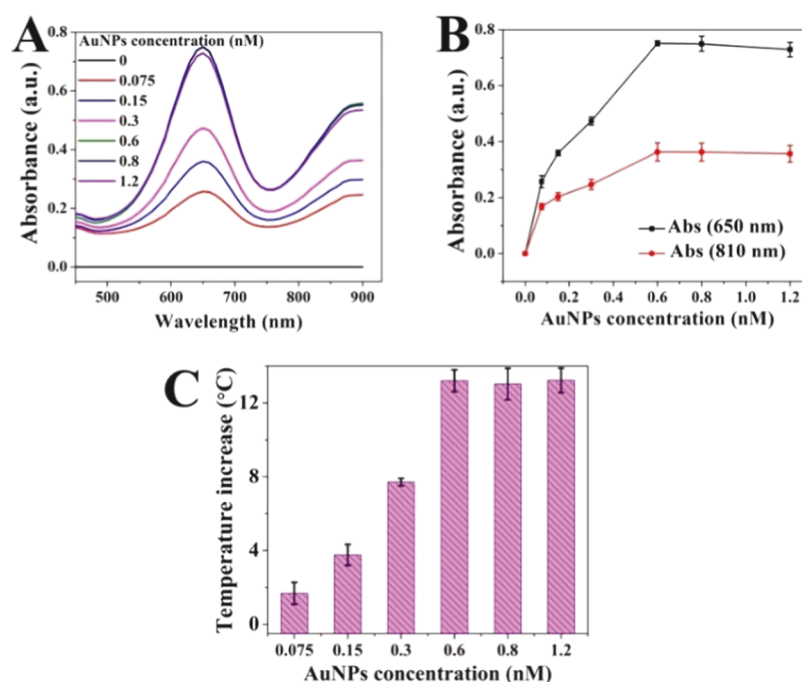 A
AuNPs concentration (nM)
0
0.075
0.15
0.3
0.6
0.8
1.2
Absorbance (a.u.)
0.8
0.6
0.4
0.2
0.0
500 600 700 800 900
Wavelength (nm)
B
Absorbance (a.u.)
0.8
0.6
0.4
0.2
0.0
Abs (650 nm)
Abs (810 nm)
0.0 0.2 0.4 0.6 0.8 1.0 1.2
AuNPs concentration (nM)
C
Temperature increase (°C)
12
8
4
0
0.075 0.15 0.3 0.6 0.8 1.2
AuNPs concentration (nM)